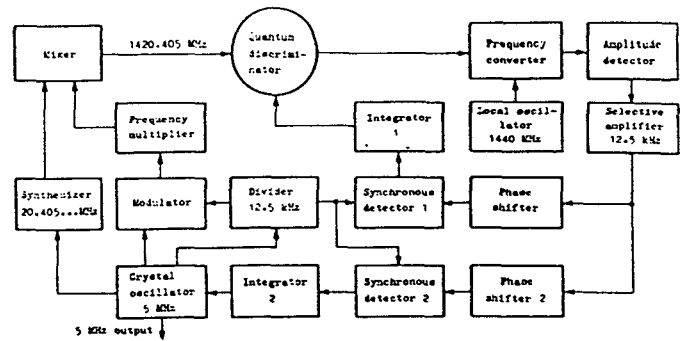 Mixer
1420.405 MHz
Quantum
discrimi-
nator
Frequency
converter
Amplitude
detector
Frequency
multiplier
Integrator
1
Local oscil-
lator
1440 MHz
Selective
amplifier
12.5 kHz
Synthesizer
20.405...MHz
Modulator
Divider
12.5 kHz
Synchronous
detector 1
Phase
shifter
Crystal
oscillator
5 MHz
Integrator
2
Synchronous
detector 2
Phase
shifter 2
5 MHz output